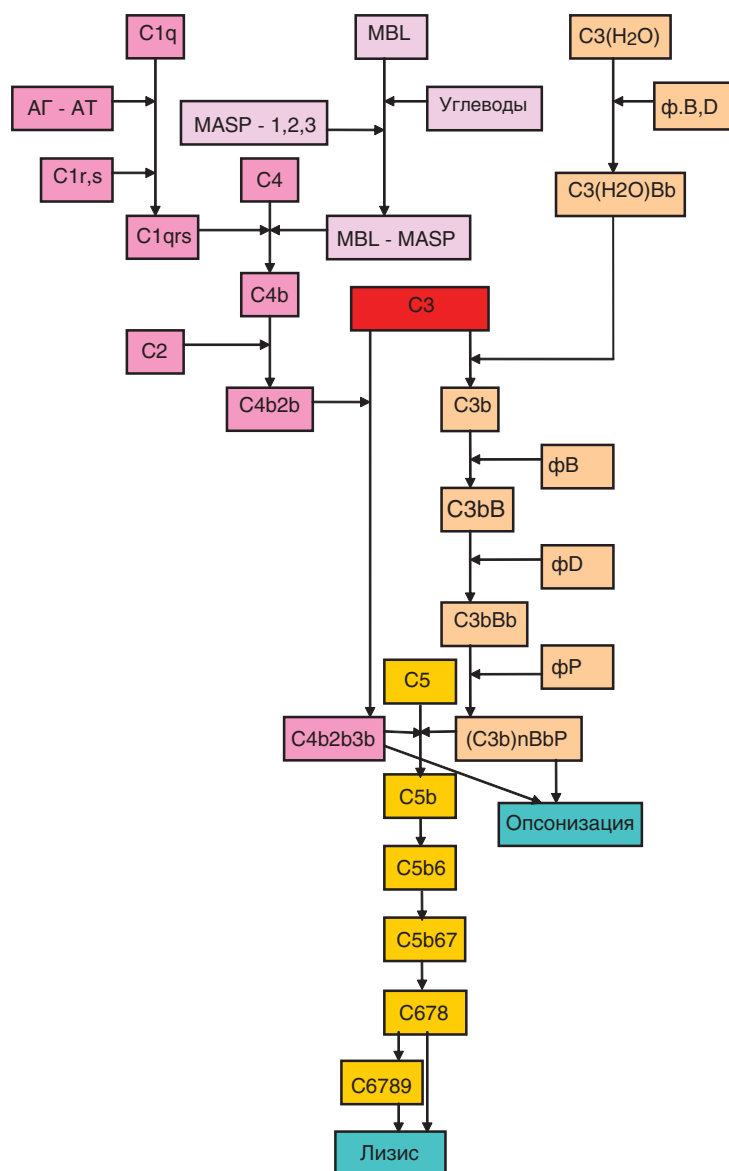 C1q
MBL
C3(H2O)
АГ - АТ
MASP - 1,2,3
Углеводы
ф.B,D
C1r,s
C4
C3(H2O)Bb
C1qrs
MBL - MASP
C4b
C3
C2
C4b2b
C3b
фB
C3bB
фD
C3bBb
C5
фP
C4b2b3b
(C3b)nBbP
C5b
Опсонизация
C5b6
C5b67
C678
C6789
Лизис